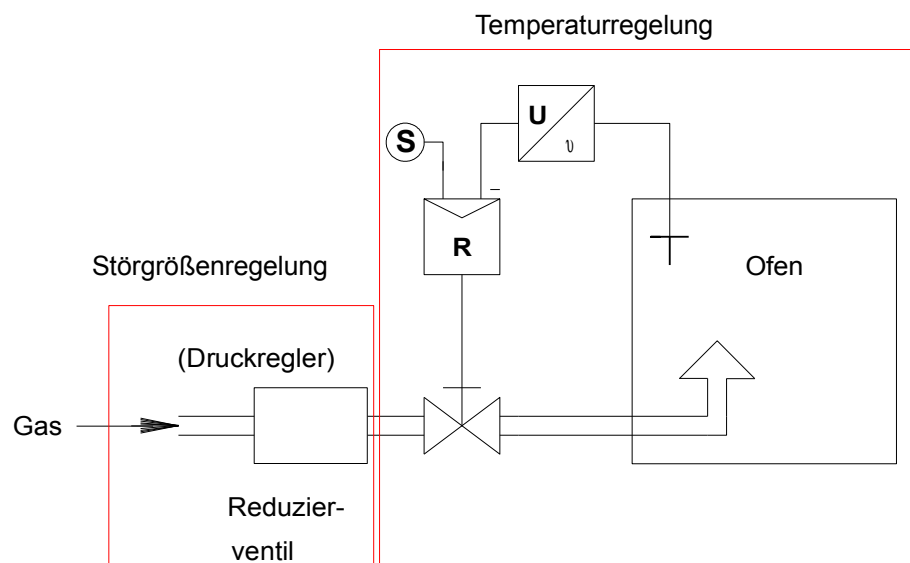 Temperaturregelung
U
υ
S
-
R
Störgrößenregelung
Ofen
(Druckregler)
Gas
Reduzier-
ventil